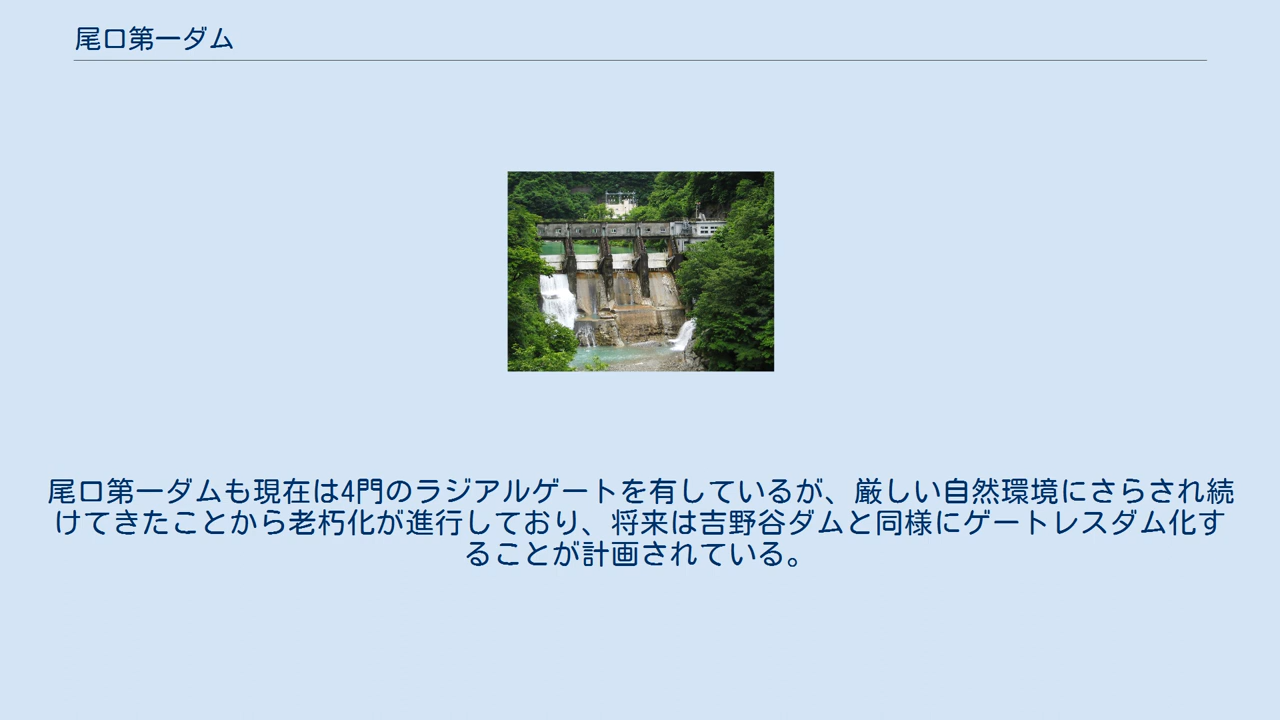 尾口第一ダム
尾口第一ダムも現在は4門のラジアルゲートを有しているが、厳しい自然環境にさらされ続
けてきたことから老朽化が進行しており、将来は吉野谷ダムと同様にゲートレスダム化す
ることが計画されている。